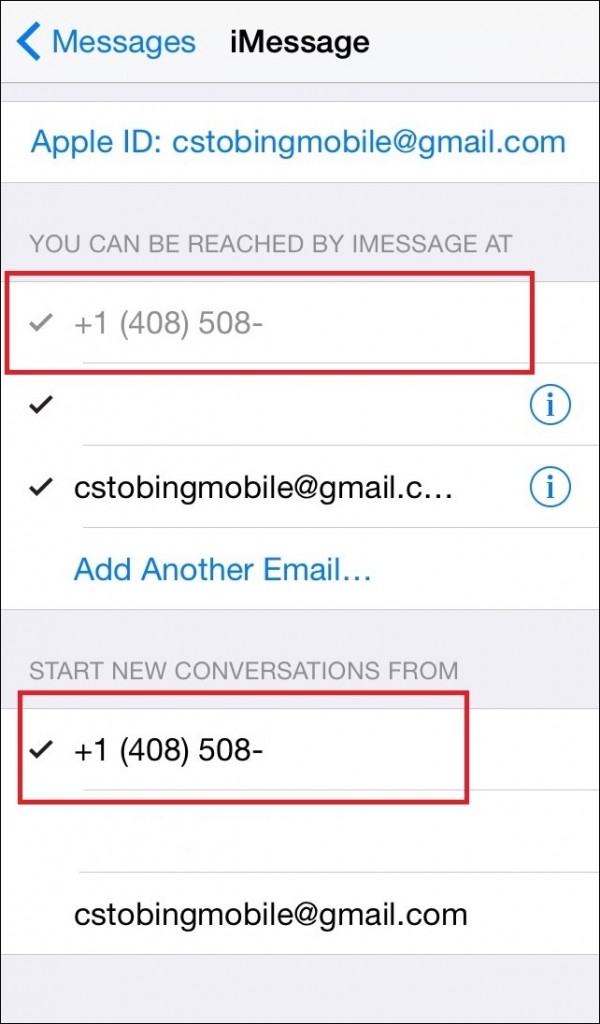 Messages iMessage
Apple ID: cstobingmobile@gmail.com
YOU CAN BE REACHED BY IMESSAGE AT
+1 (408) 508-
cstobingmobile@gmail.c...
Add Another Email...
START NEW CONVERSATIONS FROM
+1 (408) 508-
cstobingmobile@gmail.com